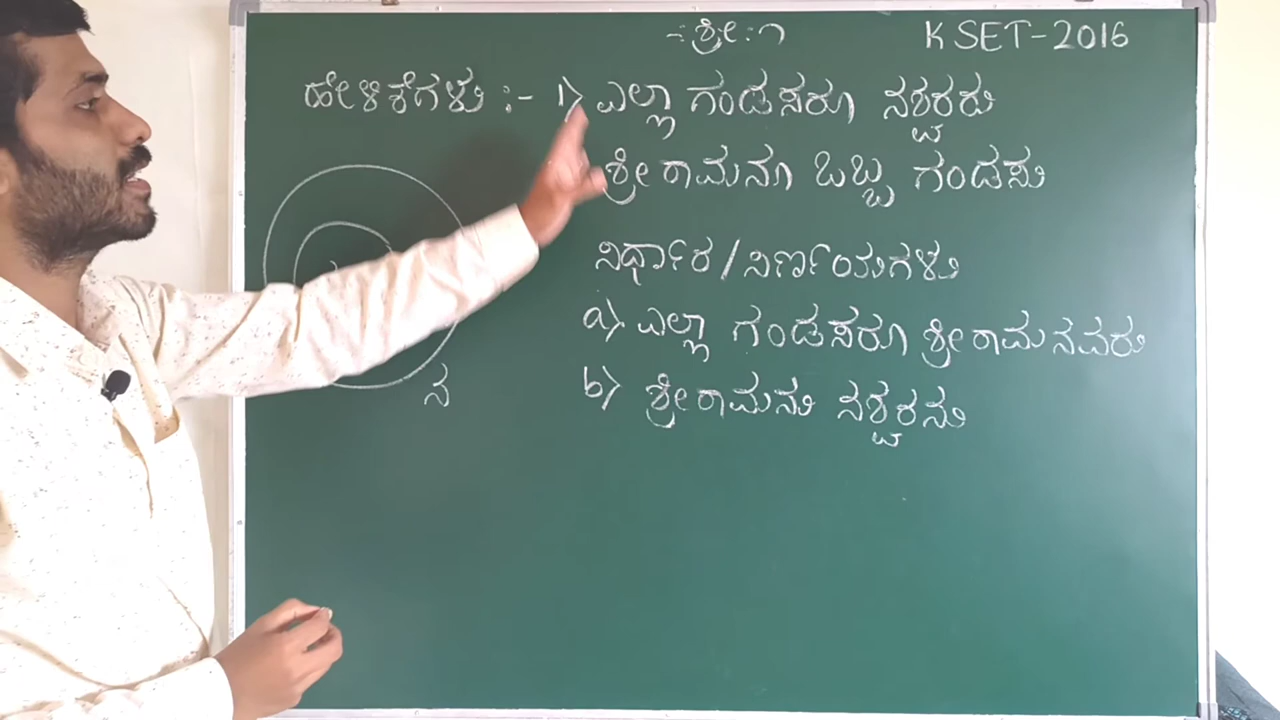 -: ಶ್ರೀ :-
KSET-2016
ಹೇಳಿಕೆಗಳು :- 1> ಎಲ್ಲಾ ಗಂಡಸರೂ ನಶ್ವರರು
ಶ್ರೀರಾಮನೂ ಒಬ್ಬ ಗಂಡಸು
ನಿರ್ಧಾರ/ನಿರ್ಣಯಗಳು
a> ಎಲ್ಲಾ ಗಂಡಸರೂ ಶ್ರೀರಾಮನವರು
b> ಶ್ರೀರಾಮನು ನಶ್ವರನು
ನ